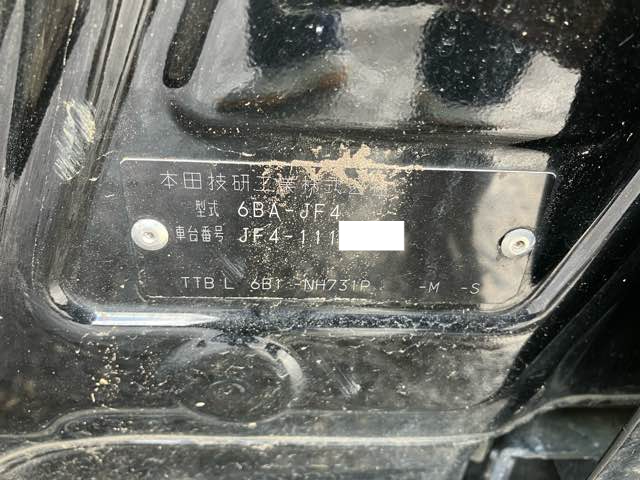 本田技研工業株式会社
型式 6BA-JF4
車台番号 JF4-111
TTB L 6B1 NH731P -M -S